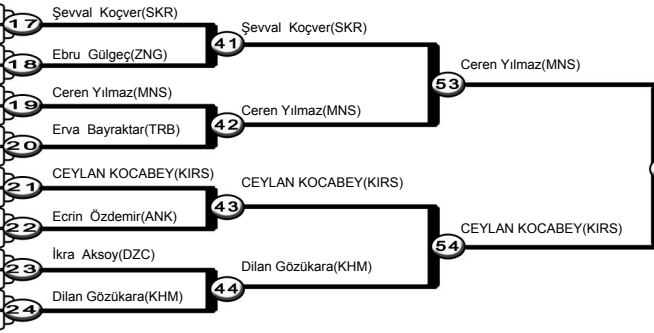 17
Şevval Koçver(SKR)
41
Şevval Koçver(SKR)
18
Ebru Gülgeç(ZNG)
53
Ceren Yılmaz(MNS)
19
Ceren Yılmaz(MNS)
42
Ceren Yılmaz(MNS)
20
Erva Bayraktar(TRB)
21
CEYLAN KOCABEY(KIRS)
43
CEYLAN KOCABEY(KIRS)
22
Ecrin Özdemir(ANK)
54
CEYLAN KOCABEY(KIRS)
23
İkra Aksoy(DZC)
44
Dilan Gözükara(KHM)
24
Dilan Gözükara(KHM)